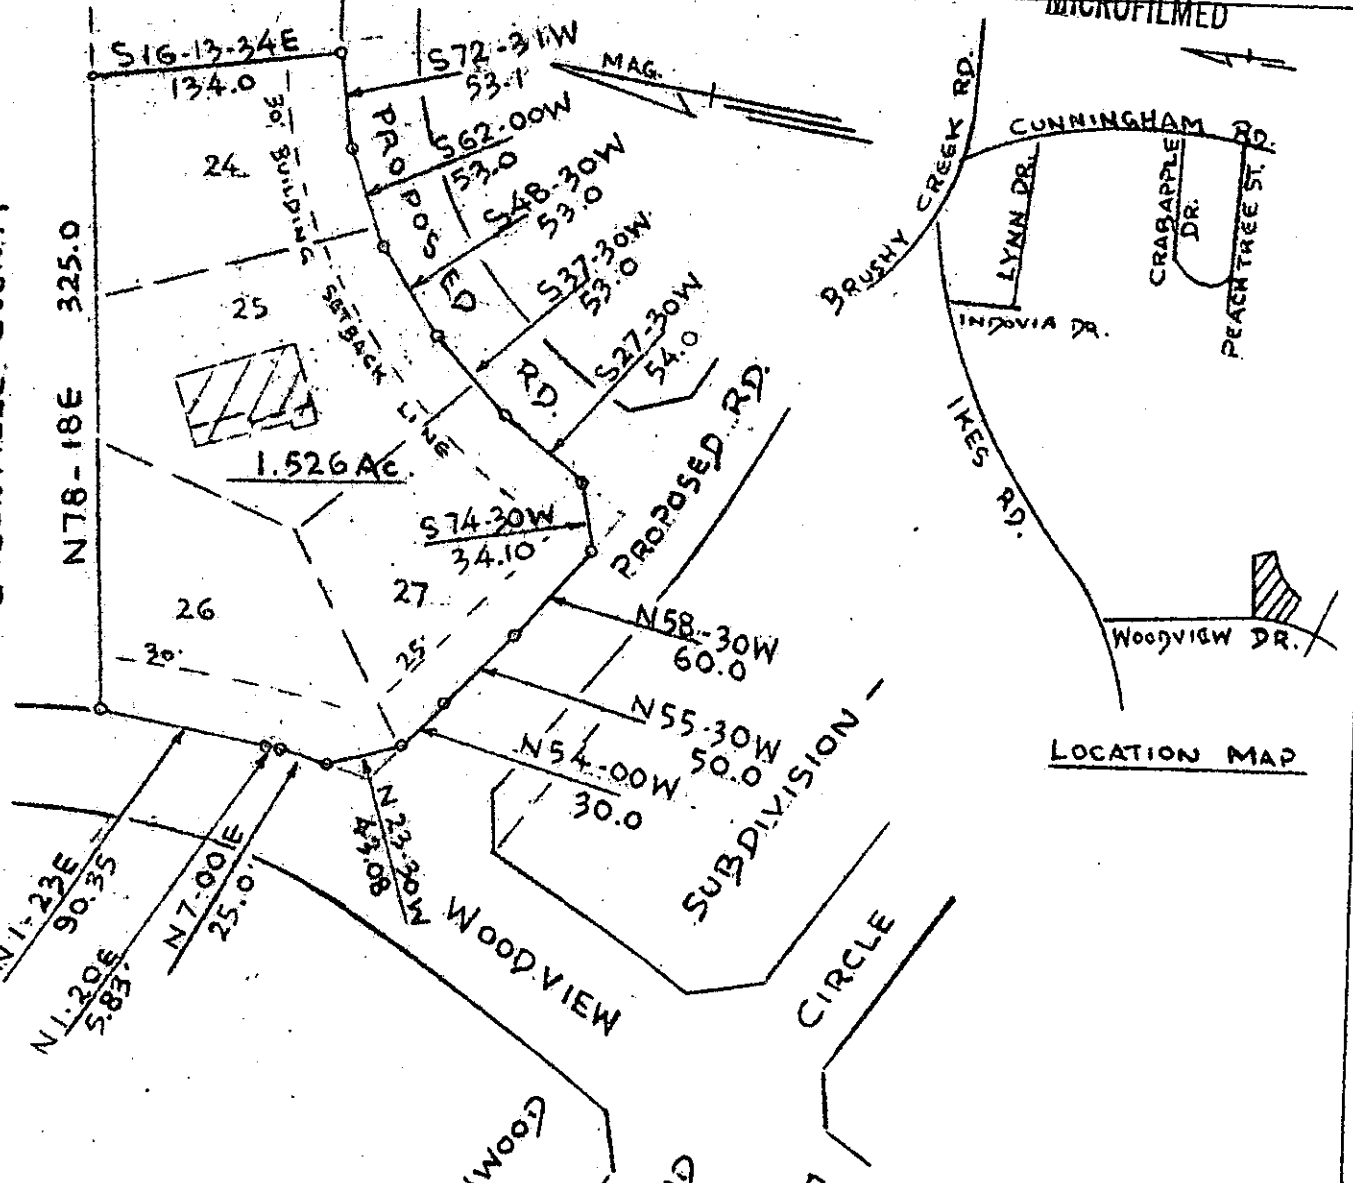 MICROFILMED
S16-13-34E
134.0
S72-31W
53.1
MAG.
S62-00W
53.0
S48-30W
53.0
S37-30W
53.0
S27-30W
54.0
PROPOSED
RD.
30' BUILDING SETBACK LINE
24
25
1.526 Ac.
N78-18E 325.0
S74-30W
34.10'
PROPOSED RD.
26
27
30'
25'
N58-30W
60.0
N55-30W
50.0
N54-00W
30.0
N23-30W
43.08
N1-23E
90.35
N1-20E
5.83'
N7-00E
25.0'
WOODVIEW
CIRCLE
SUBDIVISION
BRUSHY CREEK RD.
CUNNINGHAM RD.
LYNN DR.
CRABAPPLE
DR.
PEACHTREE ST.
INDOVIA DR.
IKES RD.
WOODVIEW DR.
LOCATION MAP